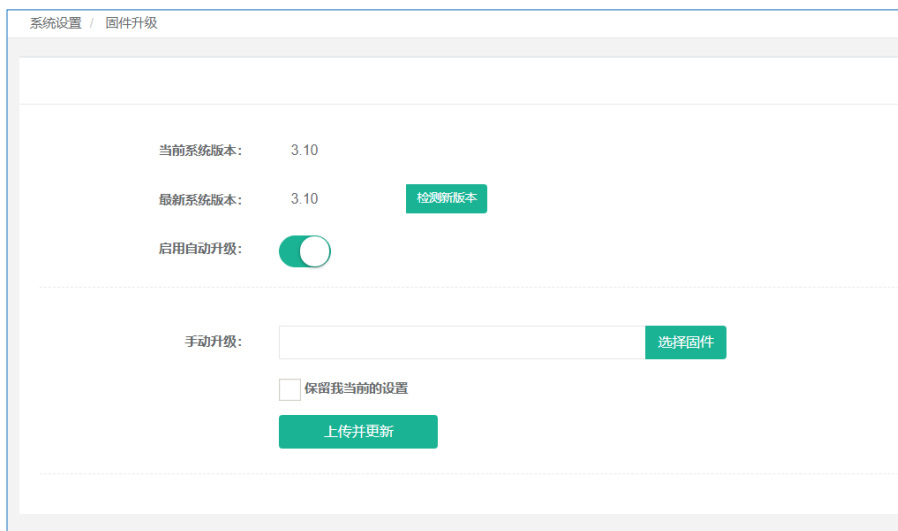 系统设置 / 固件升级
当前系统版本： 3.10
最新系统版本： 3.10 检测新版本
启用自动升级：
手动升级： 选择固件
保留我当前的设置
上传并更新